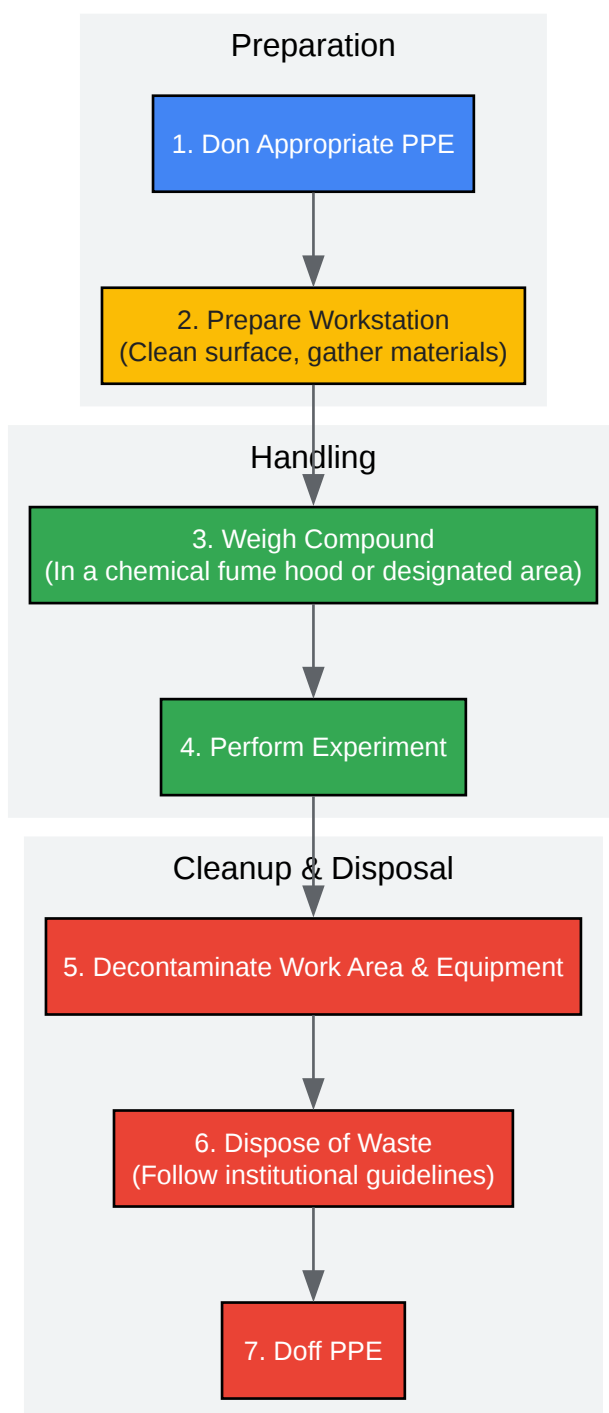 Preparation
1. Don Appropriate PPE
2. Prepare Workstation
(Clean surface, gather materials)
Handling
3. Weigh Compound
(In a chemical fume hood or designated area)
4. Perform Experiment
Cleanup & Disposal
5. Decontaminate Work Area & Equipment
6. Dispose of Waste
(Follow institutional guidelines)
7. Doff PPE